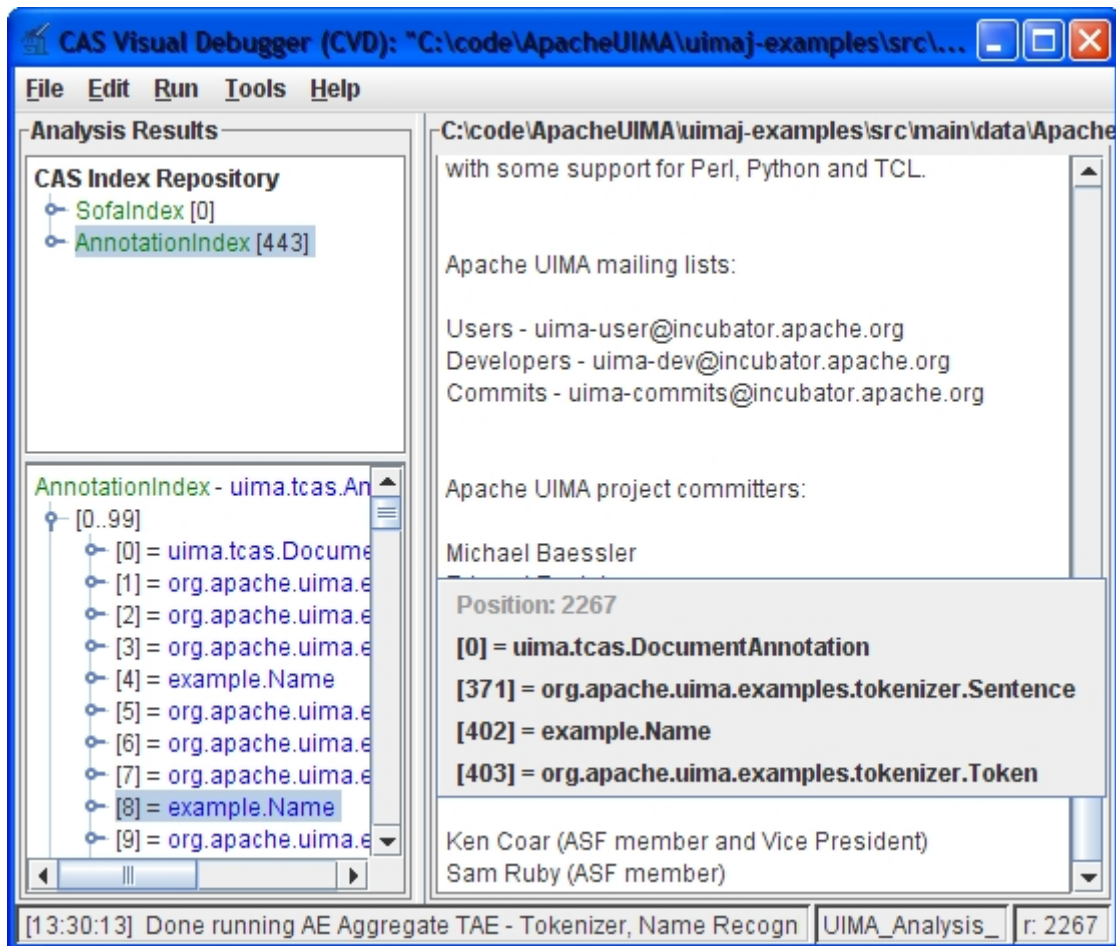 CAS Visual Debugger (CVD): "C:\code\ApacheUIMA\uimaj-examples\src\...
File Edit Run Tools Help
Analysis Results
CAS Index Repository
SofaIndex [0]
AnnotationIndex [443]
AnnotationIndex - uima.tcas.An
[0..99]
[0] = uima.tcas.Docume
[1] = org.apache.uima.e
[2] = org.apache.uima.e
[3] = org.apache.uima.e
[4] = example.Name
[5] = org.apache.uima.e
[6] = org.apache.uima.e
[7] = org.apache.uima.e
[8] = example.Name
[9] = org.apache.uima.e
C:\code\ApacheUIMA\uimaj-examples\src\main\data\Apache
with some support for Perl, Python and TCL.
Apache UIMA mailing lists:
Users - uima-user@incubator.apache.org
Developers - uima-dev@incubator.apache.org
Commits - uima-commits@incubator.apache.org
Apache UIMA project committers:
Michael Baessler
Position: 2267
[0] = uima.tcas.DocumentAnnotation
[371] = org.apache.uima.examples.tokenizer.Sentence
[402] = example.Name
[403] = org.apache.uima.examples.tokenizer.Token
Ken Coar (ASF member and Vice President)
Sam Ruby (ASF member)
[13:30:13] Done running AE Aggregate TAE - Tokenizer, Name Recogn
UIMA_Analysis_
r: 2267